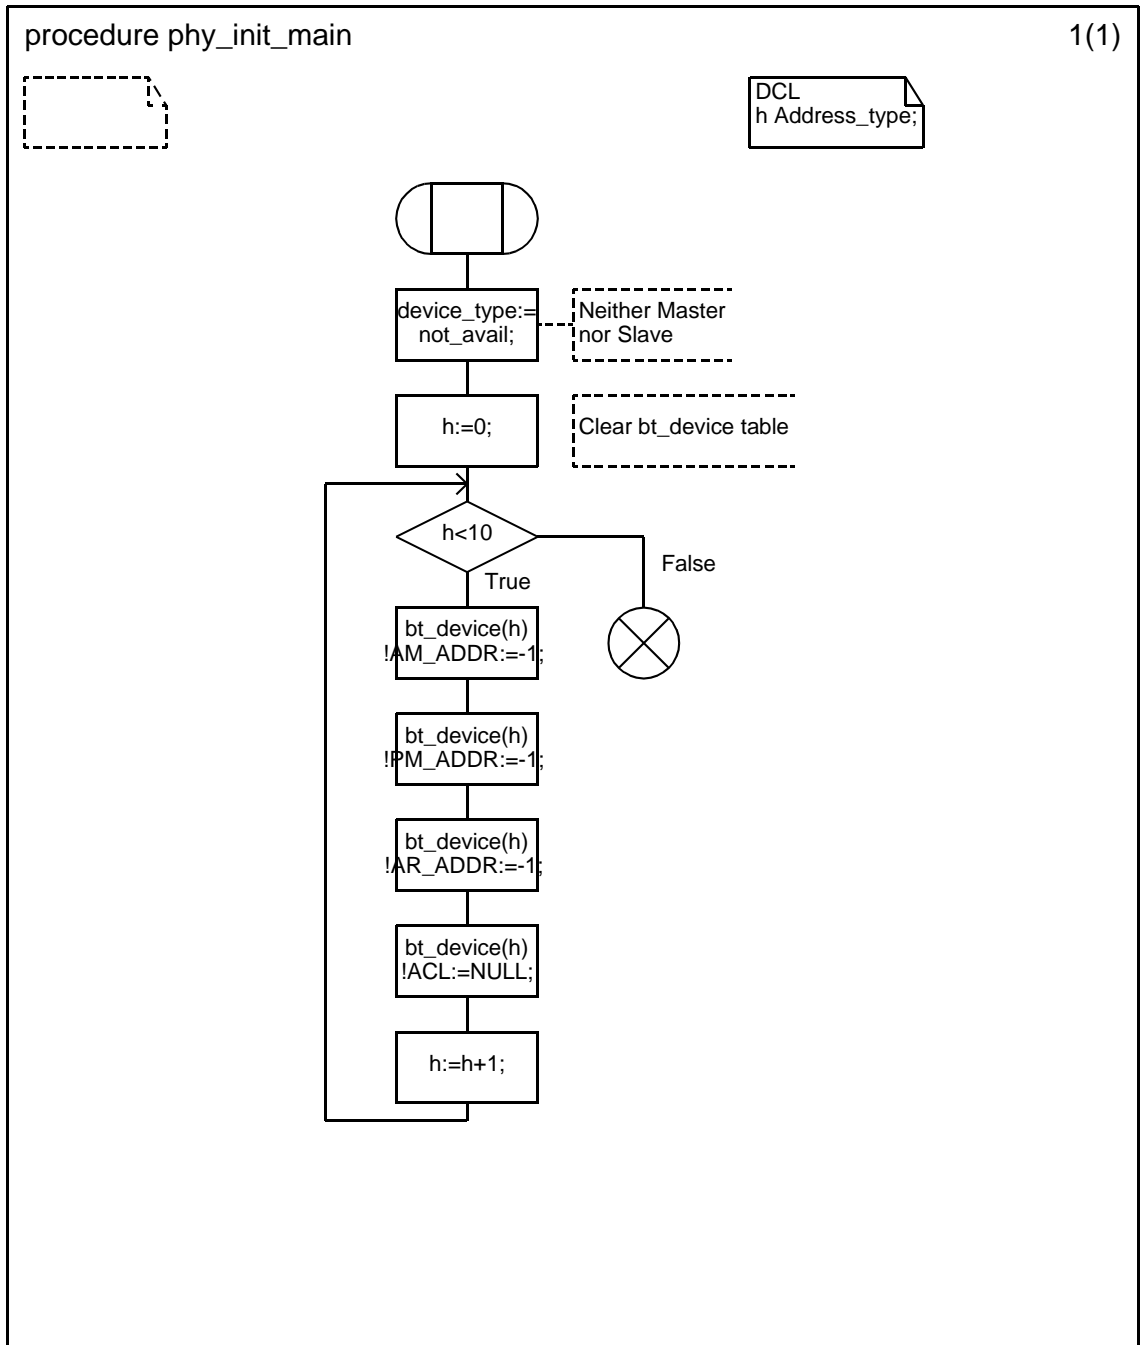 procedure phy_init_main
1(1)
DCL
h Address_type;
device_type:=
not_avail;
Neither Master
nor Slave
h:=0;
Clear bt_device table
h<10
False
True
bt_device(h)
!AM_ADDR:=-1;
bt_device(h)
!PM_ADDR:=-1;
bt_device(h)
!AR_ADDR:=-1;
bt_device(h)
!ACL:=NULL;
h:=h+1;